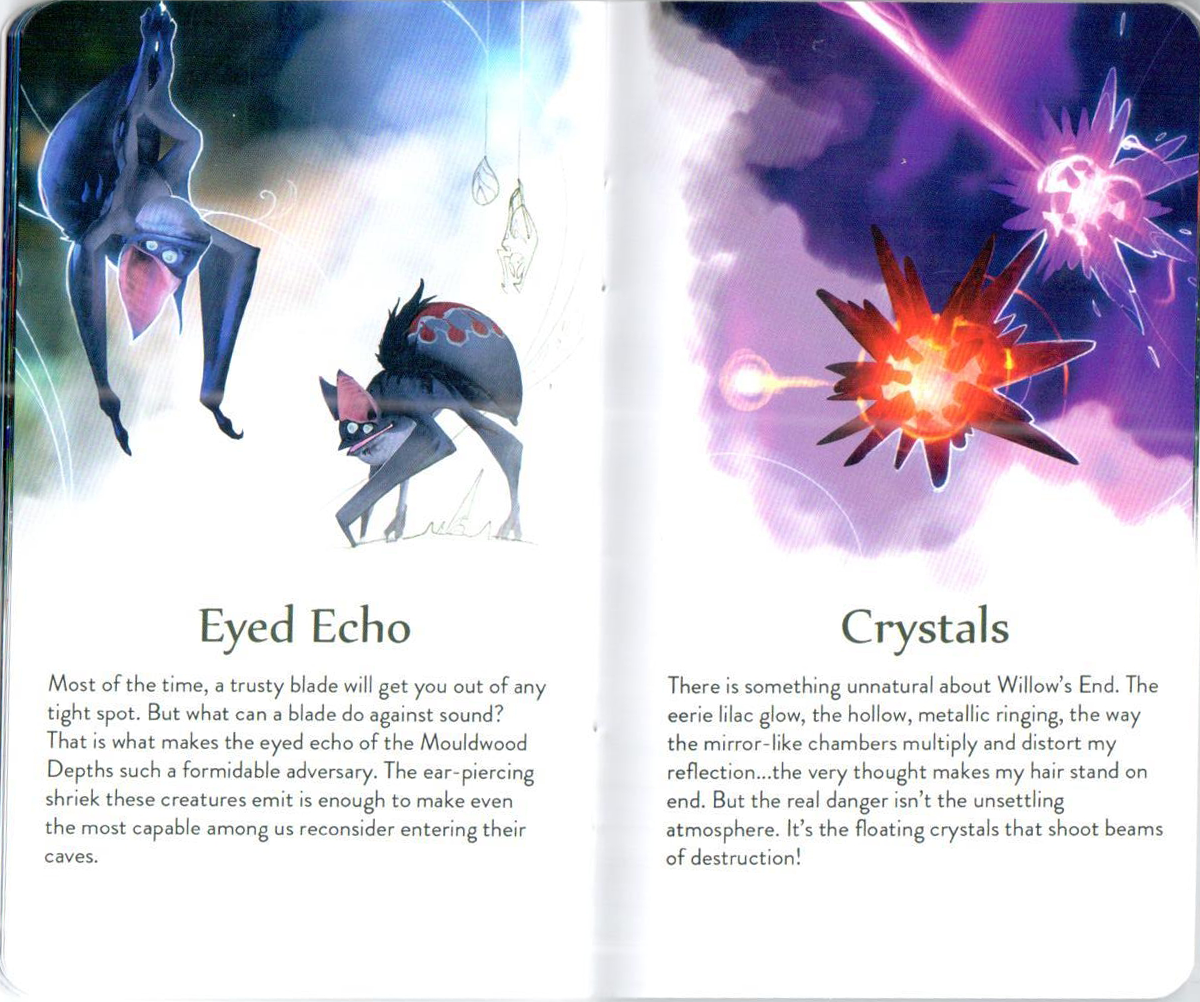 Eyed Echo
Most of the time, a trusty blade will get you out of any
tight spot. But what can a blade do against sound?
That is what makes the eyed echo of the Mouldwood
Depths such a formidable adversary. The ear-piercing
shriek these creatures emit is enough to make even
the most capable among us reconsider entering their
caves.
Crystals
There is something unnatural about Willow's End. The
eerie lilac glow, the hollow, metallic ringing, the way
the mirror-like chambers multiply and distort my
reflection...the very thought makes my hair stand on
end. But the real danger isn't the unsettling
atmosphere. It's the floating crystals that shoot beams
of destruction!